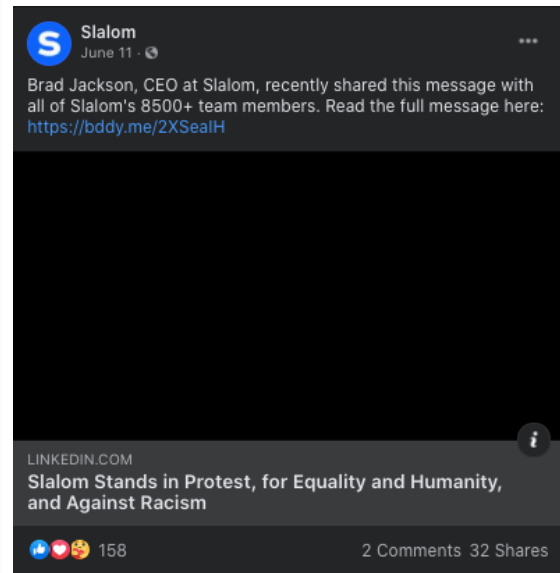 S
Slalom
June 11 ·
Brad Jackson, CEO at Slalom, recently shared this message with
all of Slalom's 8500+ team members. Read the full message here:
https://bddy.me/2XSealH
i
LINKEDIN.COM
Slalom Stands in Protest, for Equality and Humanity,
and Against Racism
158
2 Comments 32 Shares